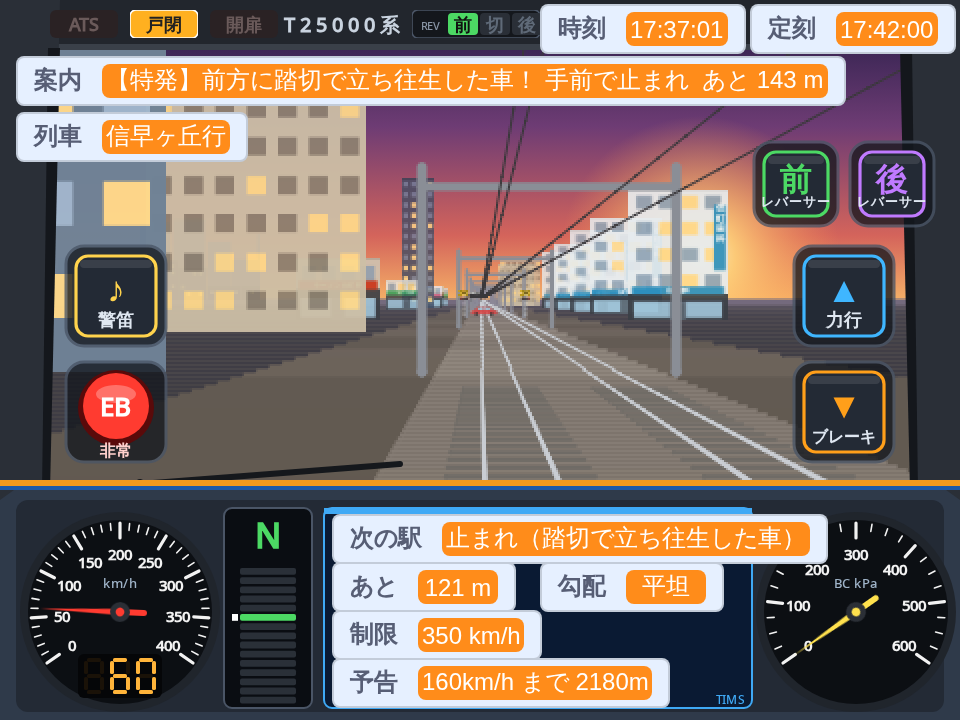 ATS 戸閉 開扉 T25000系 REV 前 切 後
時刻 17:37:01 定刻 17:42:00
案内 【特発】前方に踏切で立ち往生した車！ 手前で止まれ あと 143 m
列車 信早ヶ丘行
前 レバーサー 後 レバーサー
♪ 警笛
▲ 力行
EB 非常
▼ ブレーキ
0 50 100 150 200 250 300 350 400 km/h
60
N
次の駅 止まれ（踏切で立ち往生した車）
あと 121 m 勾配 平坦
制限 350 km/h
予告 160km/h まで 2180m
TIMS
0 100 200 300 400 500 600 BC kPa